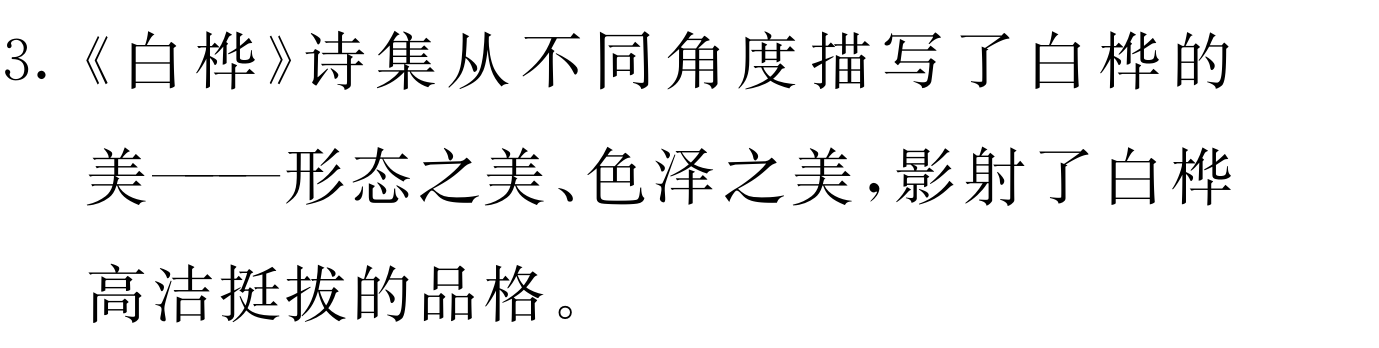 3.《白桦》诗集从不同角度描写了白桦的
美——形态之美、色泽之美,影射了白桦
高洁挺拔的品格。